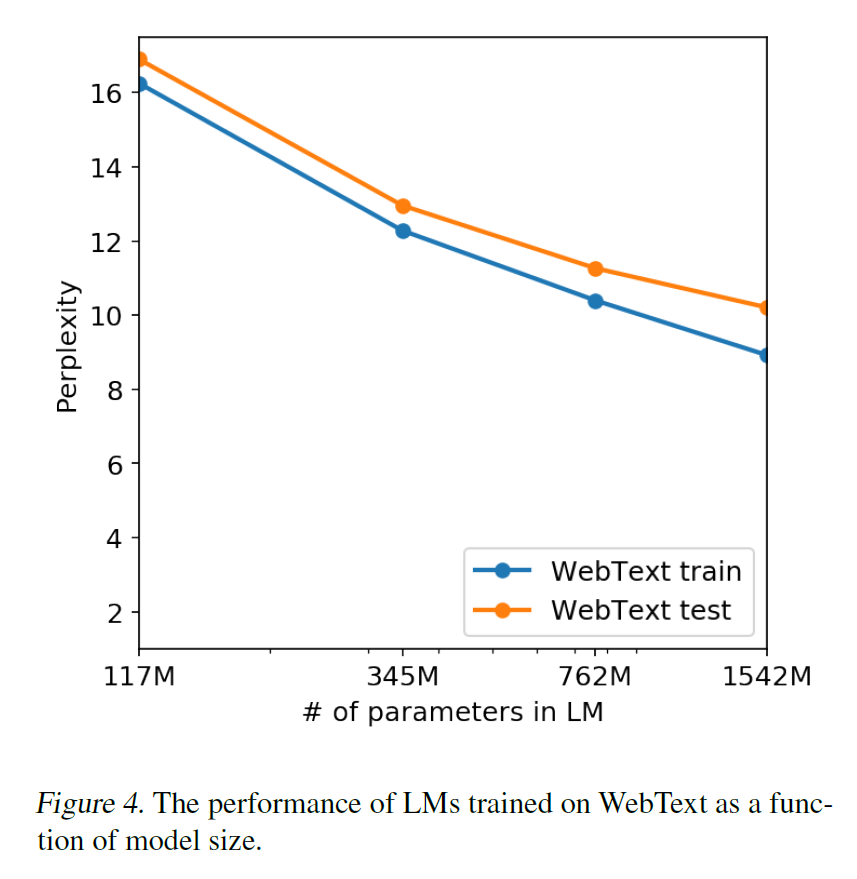 16
14
12
10
8
6
4
2
Perplexity
WebText train
WebText test
117M 345M 762M 1542M
# of parameters in LM
Figure 4. The performance of LMs trained on WebText as a func-
tion of model size.